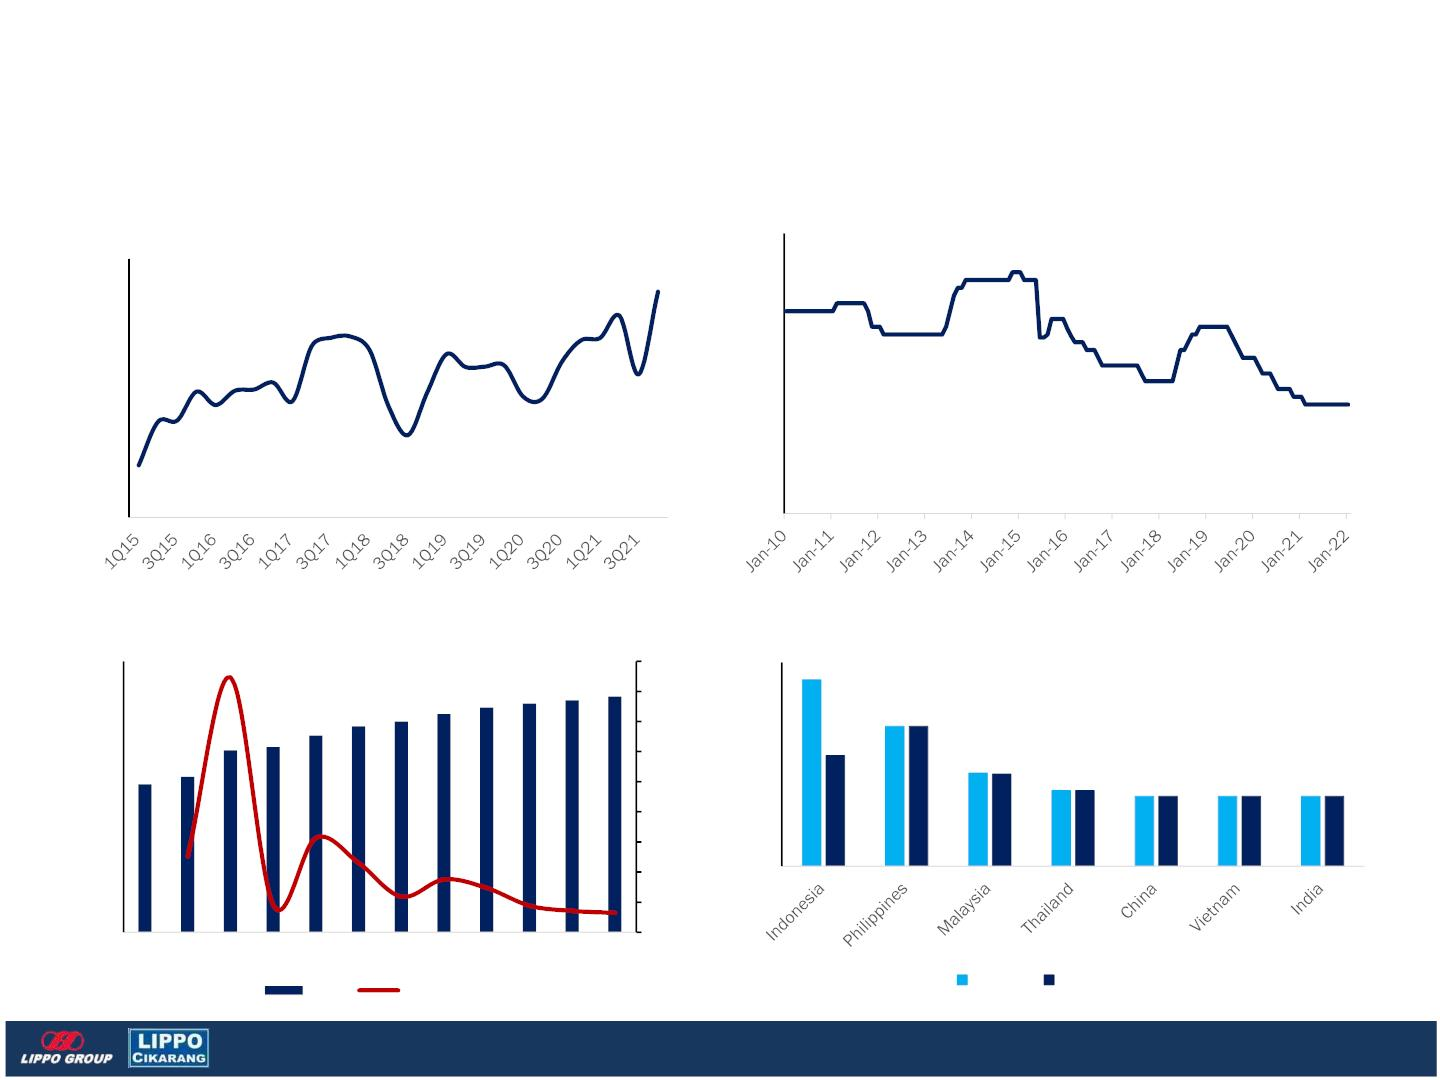 1Q15 3Q15 1Q16 3Q16 1Q17 3Q17 1Q18 3Q18 1Q19 3Q19 1Q20 3Q20 1Q21 3Q21
Jan-10 Jan-11 Jan-12 Jan-13 Jan-14 Jan-15 Jan-16 Jan-17 Jan-18 Jan-19 Jan-20 Jan-21 Jan-22
Indonesia Philippines Malaysia Thailand China Vietnam India
LIPPO GROUP
LIPPO
CIKARANG